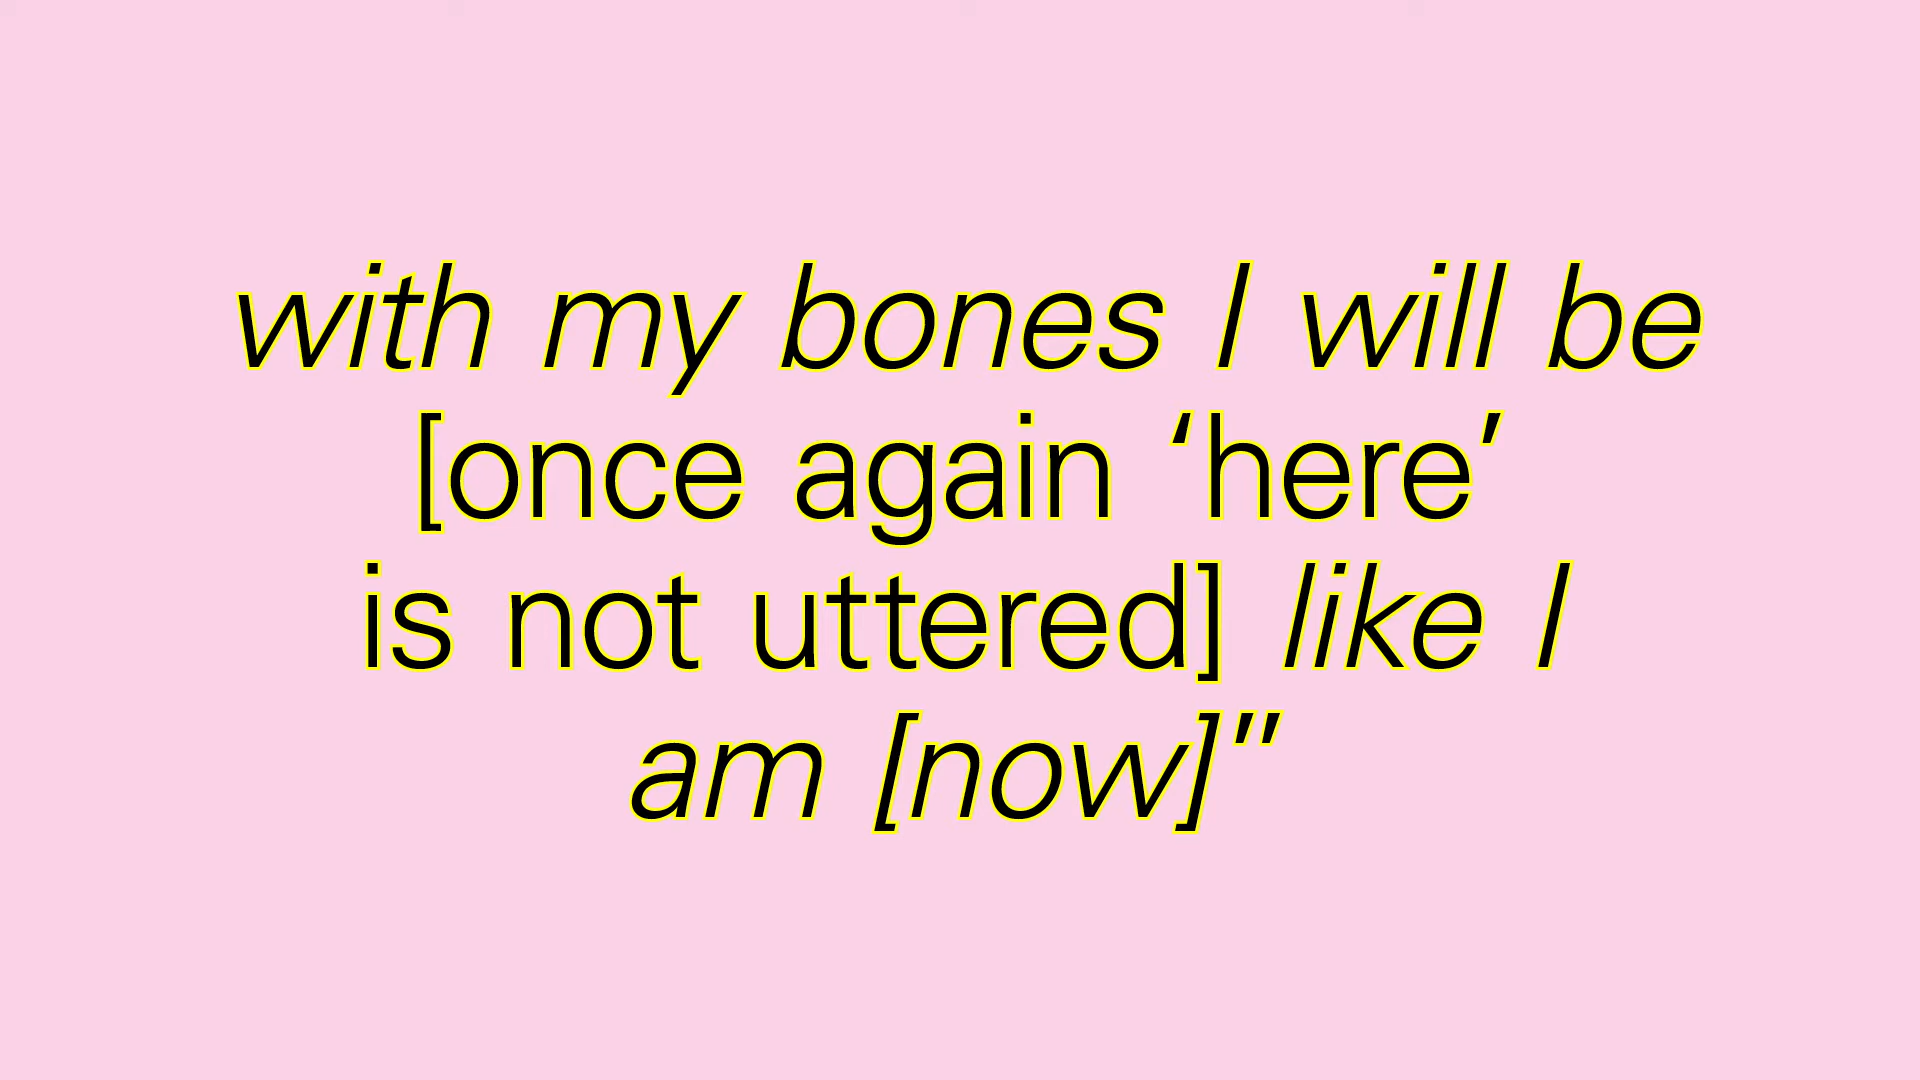 with my bones I will be
[once again ‘here’
is not uttered] like I
am [now]”